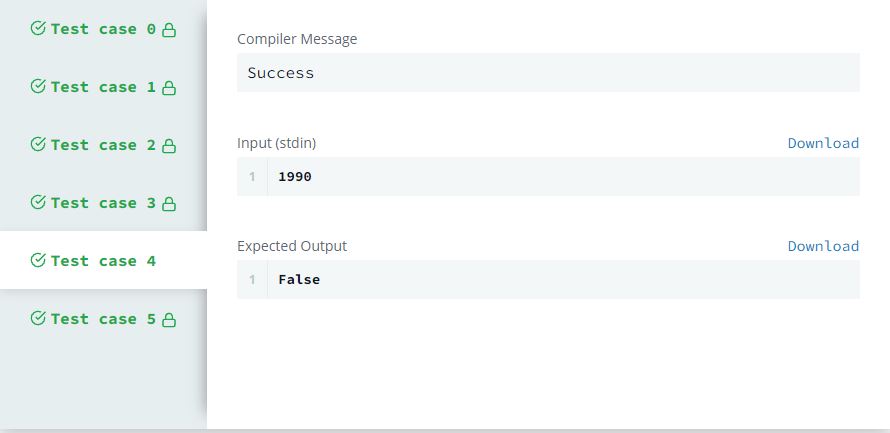 Test case 0
Test case 1
Test case 2
Test case 3
Test case 4
Test case 5
Compiler Message
Success
Input (stdin)
Download
1 1990
Expected Output
Download
1 False